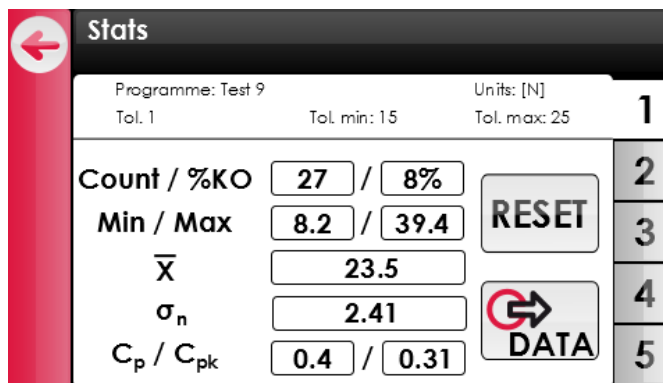 Stats
Programme: Test 9 Units: [N]
Tol. 1 Tol. min: 15 Tol. max: 25
1
2
3
4
5
Count / %KO 27 / 8%
Min / Max 8.2 / 39.4
RESET
x̅ 23.5
σn 2.41
DATA
Cp / Cpk 0.4 / 0.31